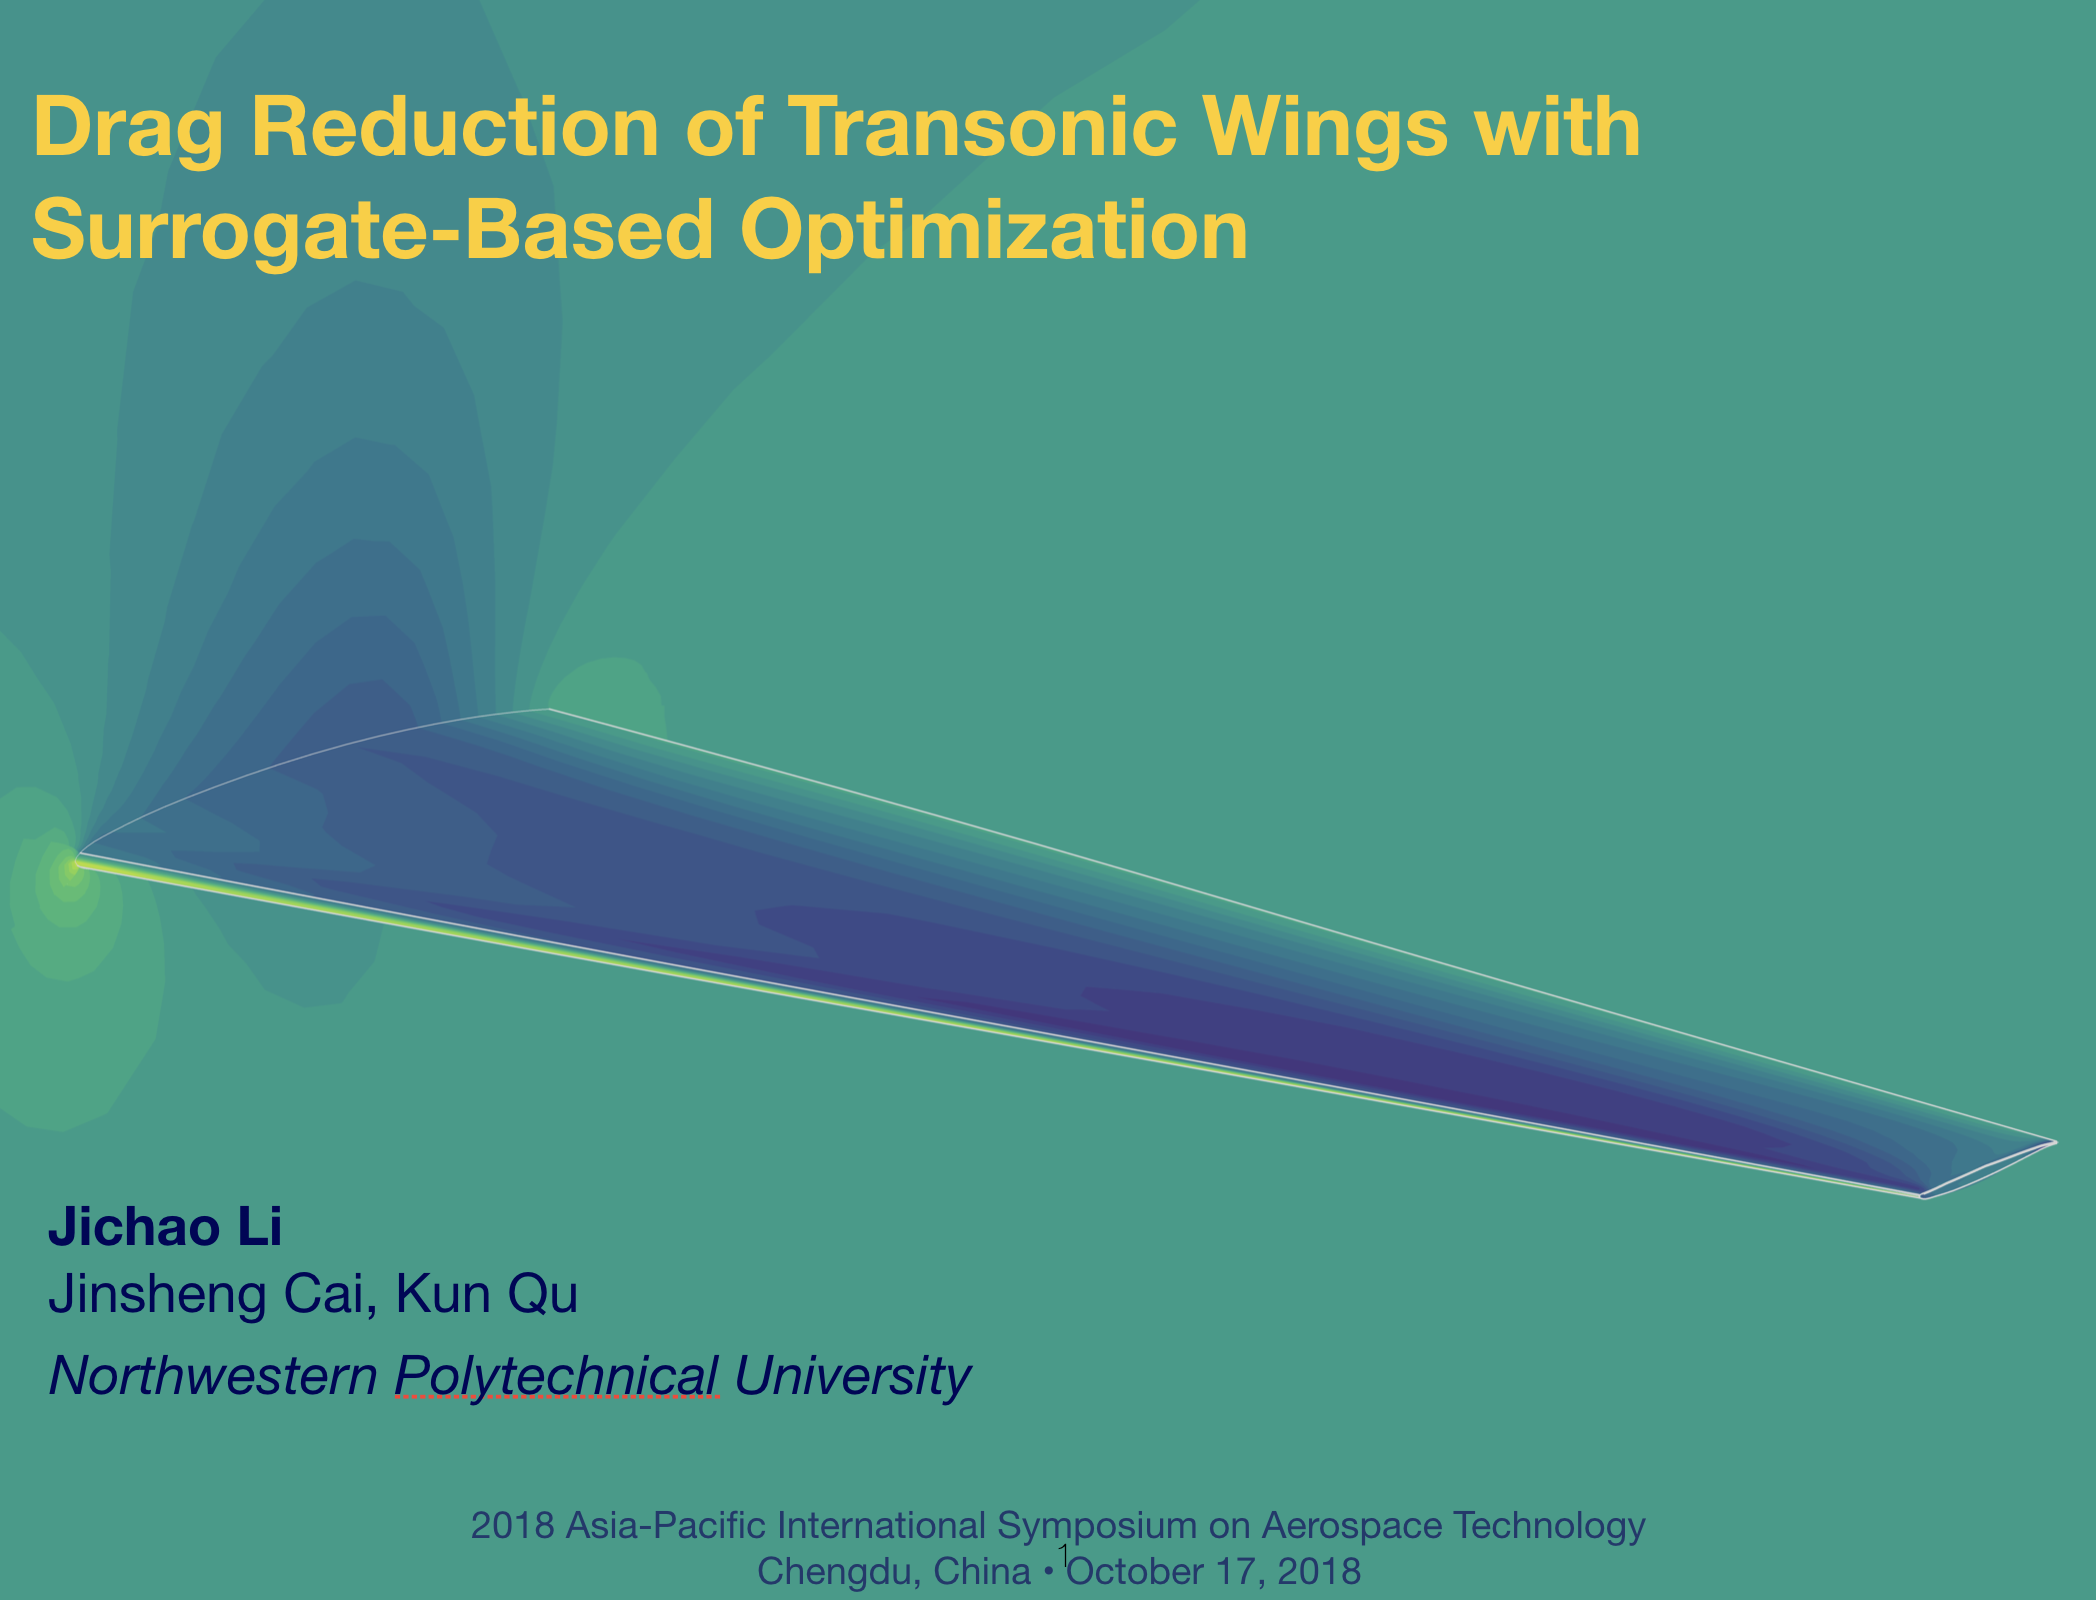 Drag Reduction of Transonic Wings with
Surrogate-Based Optimization
Jichao Li
Jinsheng Cai, Kun Qu
Northwestern Polytechnical University
2018 Asia-Pacific International Symposium on Aerospace Technology
Chengdu, China • October 17, 2018
1